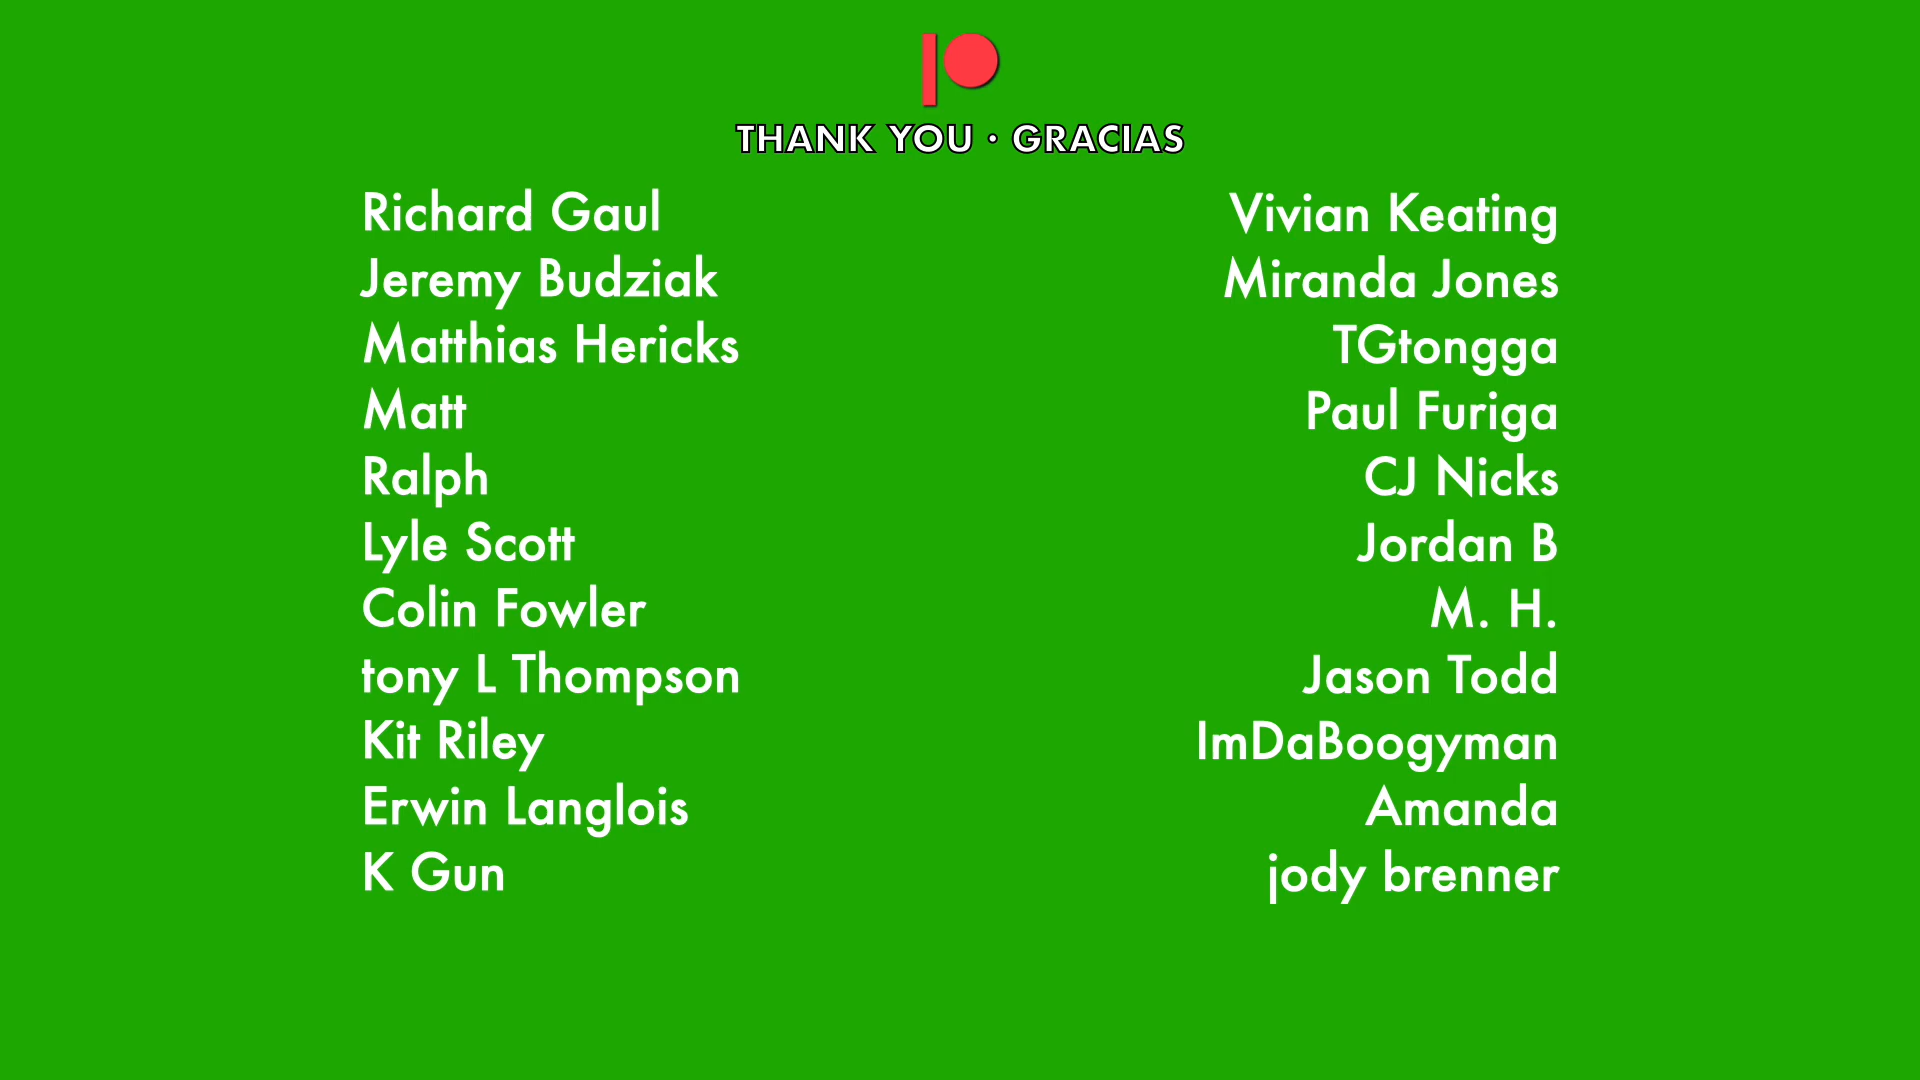 THANK YOU · GRACIAS
Richard Gaul
Jeremy Budziak
Matthias Hericks
Matt
Ralph
Lyle Scott
Colin Fowler
tony L Thompson
Kit Riley
Erwin Langlois
K Gun
Vivian Keating
Miranda Jones
TGtongga
Paul Furiga
CJ Nicks
Jordan B
M. H.
Jason Todd
ImDaBoogyman
Amanda
jody brenner